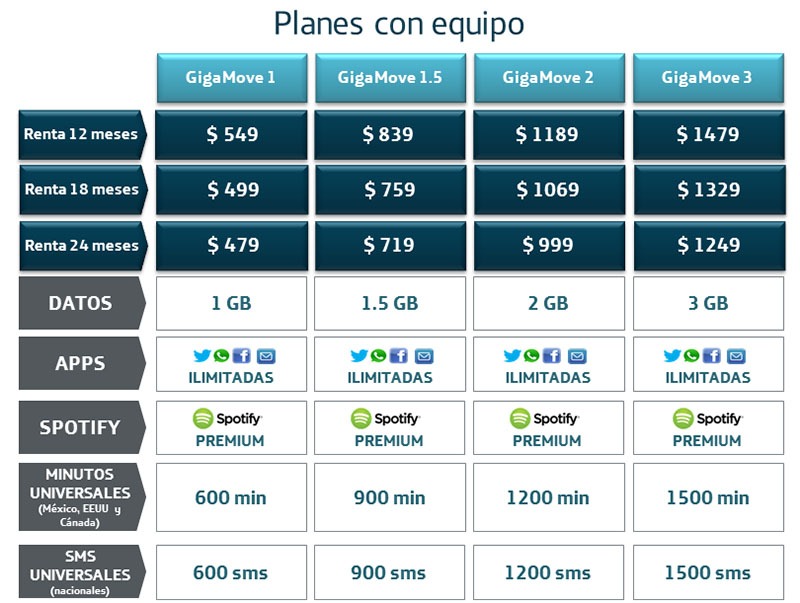 Planes con equipo
GigaMove 1 GigaMove 1.5 GigaMove 2 GigaMove 3
Renta 12 meses $ 549 $ 839 $ 1189 $ 1479
Renta 18 meses $ 499 $ 759 $ 1069 $ 1329
Renta 24 meses $ 479 $ 719 $ 999 $ 1249
DATOS 1 GB 1.5 GB 2 GB 3 GB
APPS ILIMITADAS ILIMITADAS ILIMITADAS ILIMITADAS
SPOTIFY Spotify Spotify Spotify Spotify
PREMIUM PREMIUM PREMIUM PREMIUM
MINUTOS
UNIVERSALES 600 min 900 min 1200 min 1500 min
(México, EEUU y
Cánada)
SMS
UNIVERSALES 600 sms 900 sms 1200 sms 1500 sms
(nacionales)